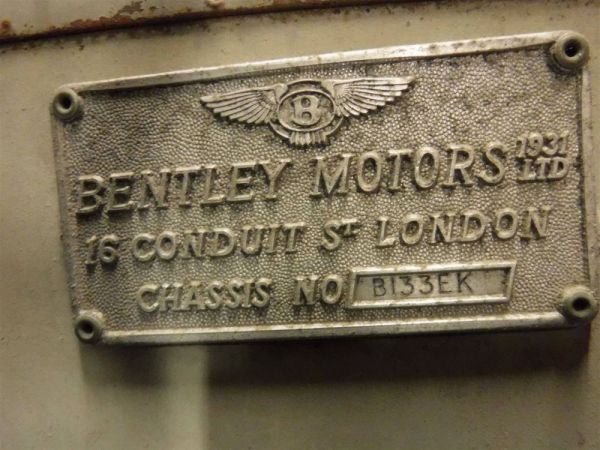 B
BENTLEY MOTORS 1931 LTD
16 CONDUIT ST LONDON
CHASSIS NO B133EK